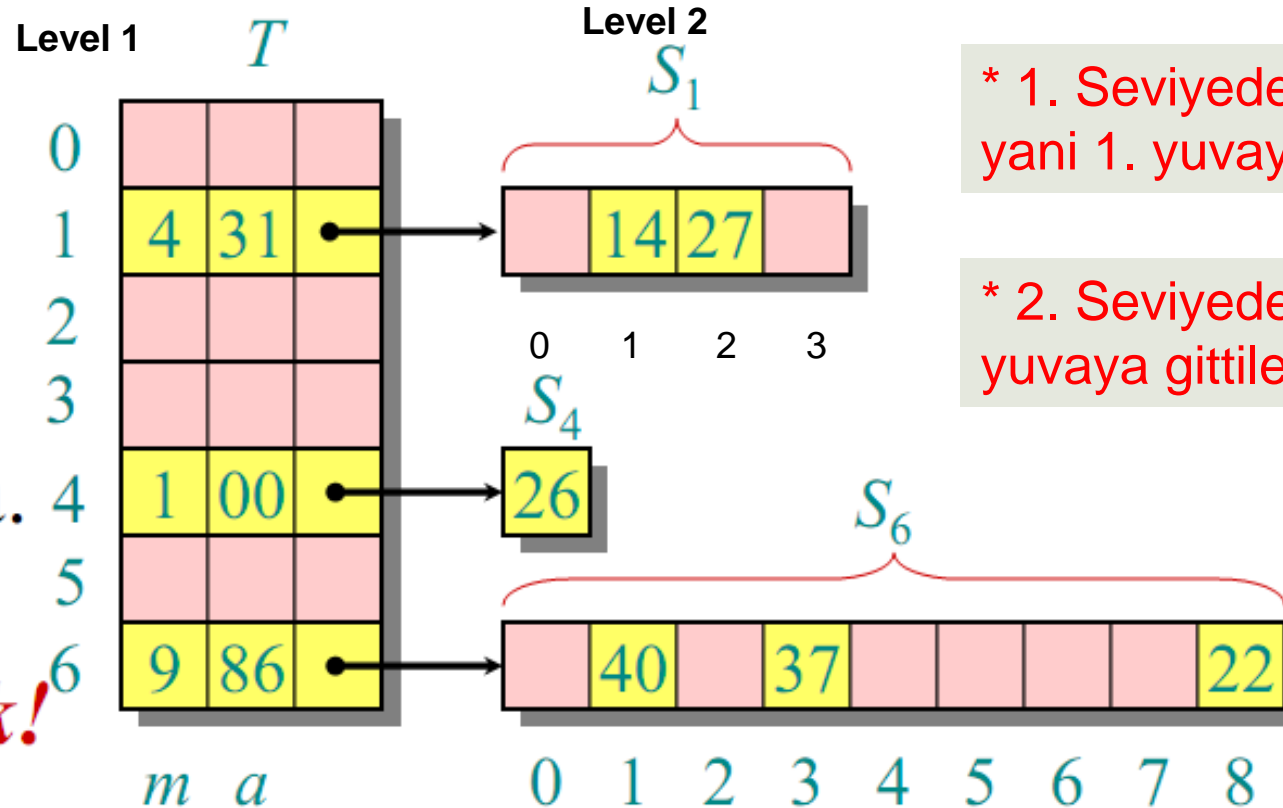 Level 1
T
Level 2
S1
* 1. Seviyede
yani 1. yuvay
* 2. Seviyede
yuvaya gittile
0
1 4 31 14 27
2
0 1 2 3
3
S4
4 1 00 26
S6
5
6 9 86 40 37 22
k!
m a 0 1 2 3 4 5 6 7 8